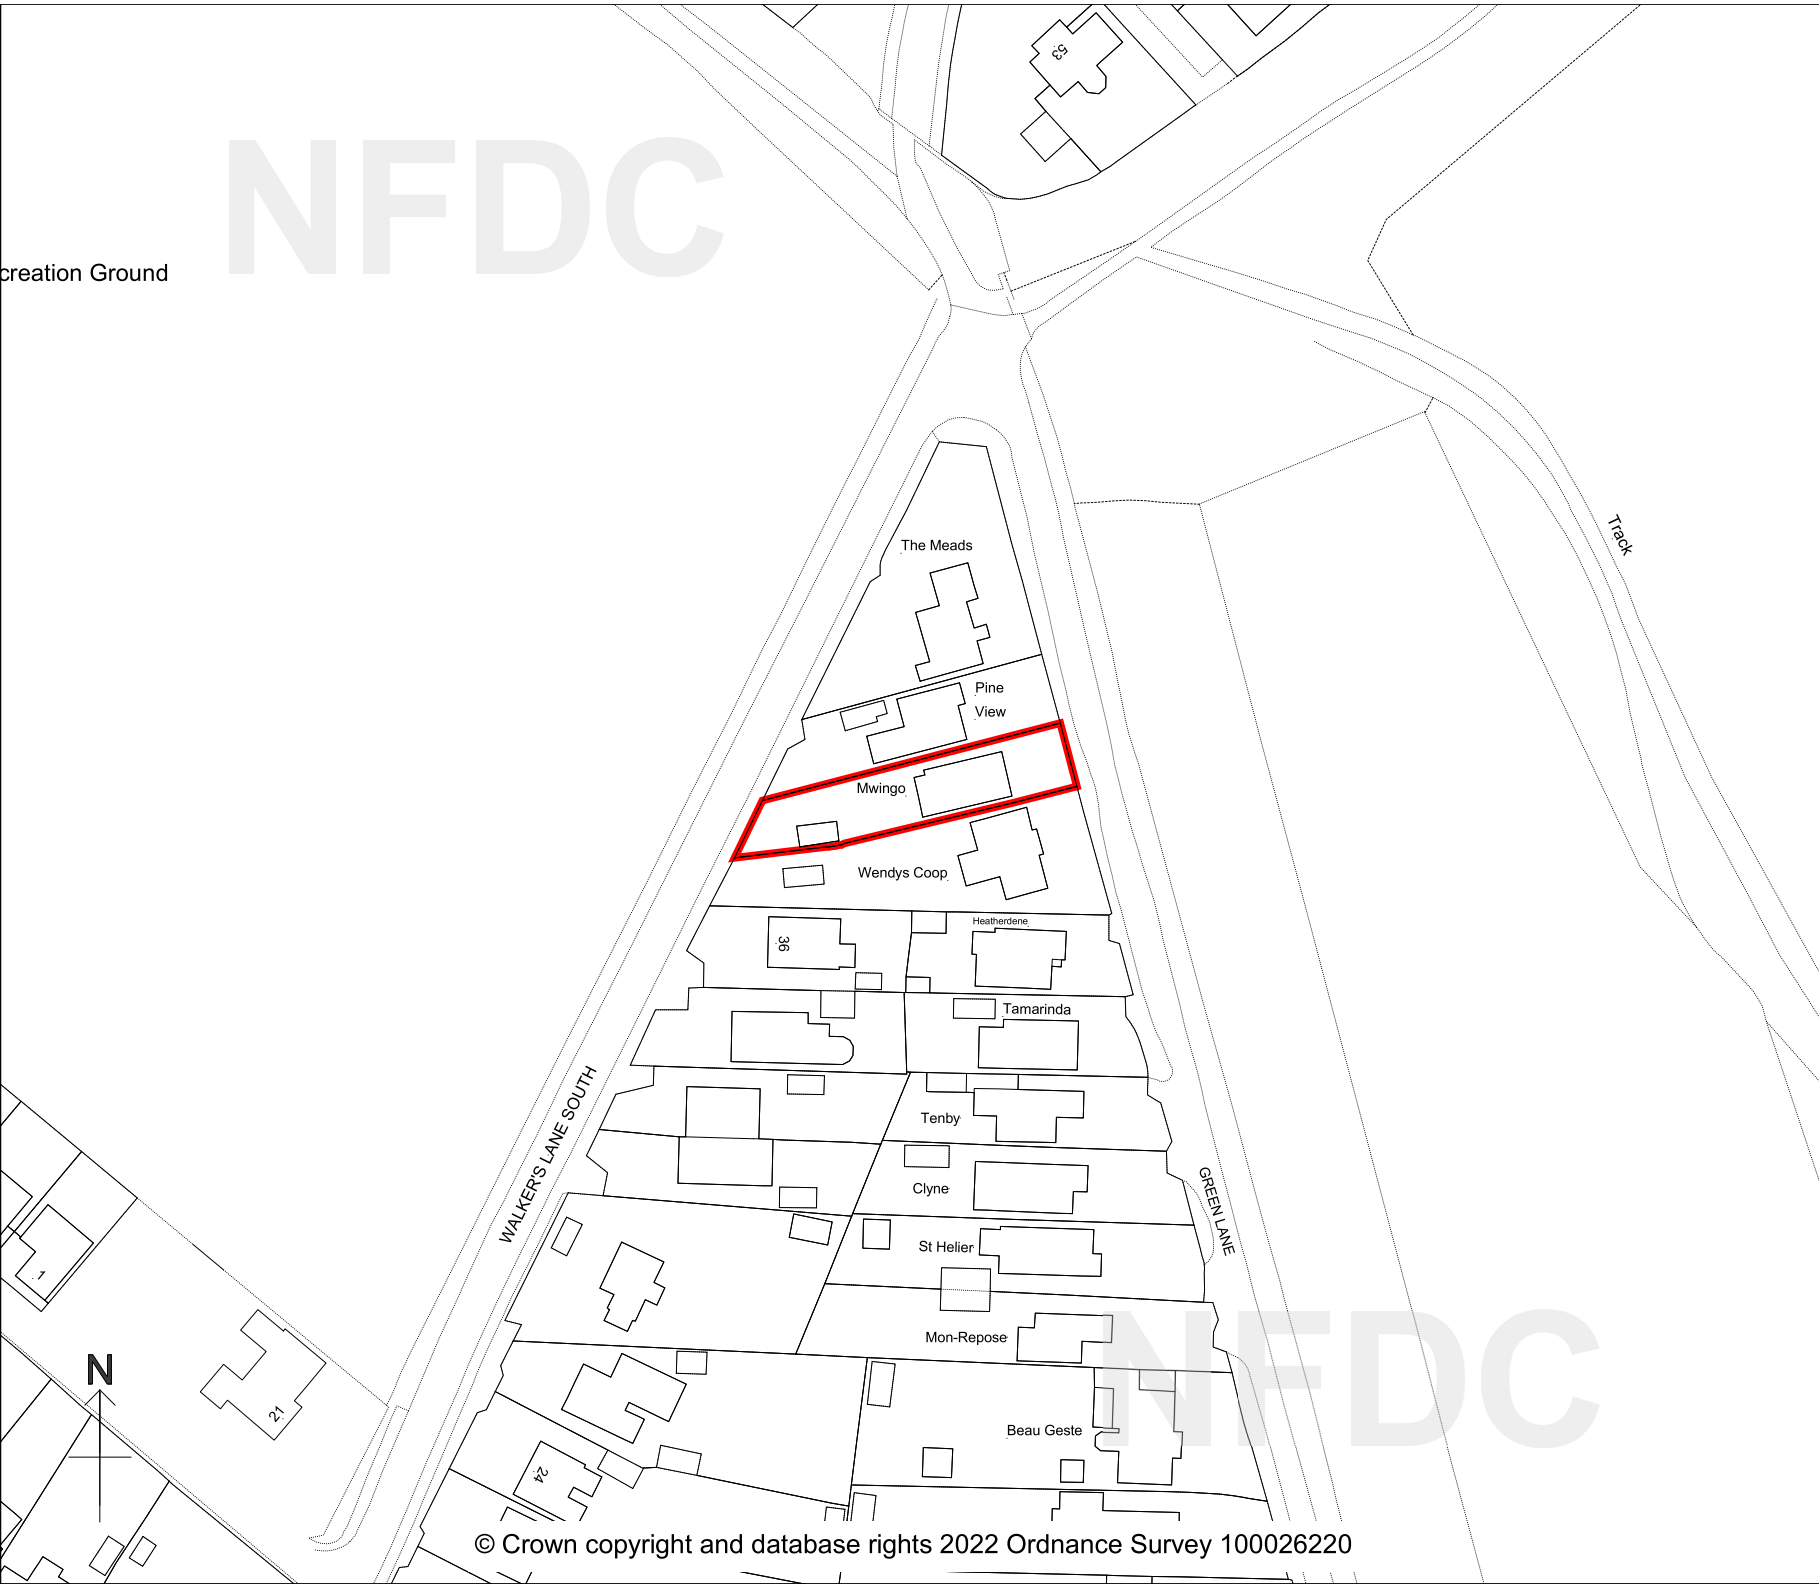 53
NFDC
creation Ground
Track
The Meads
Pine
View
Mwingo
Wendys Coop
Heatherdene
36
Tamarinda
WALKER'S LANE SOUTH
Tenby
Clyne
GREEN LANE
St Helier
1
Mon-Repose
NFDC
N
21
Beau Geste
24
© Crown copyright and database rights 2022 Ordnance Survey 100026220